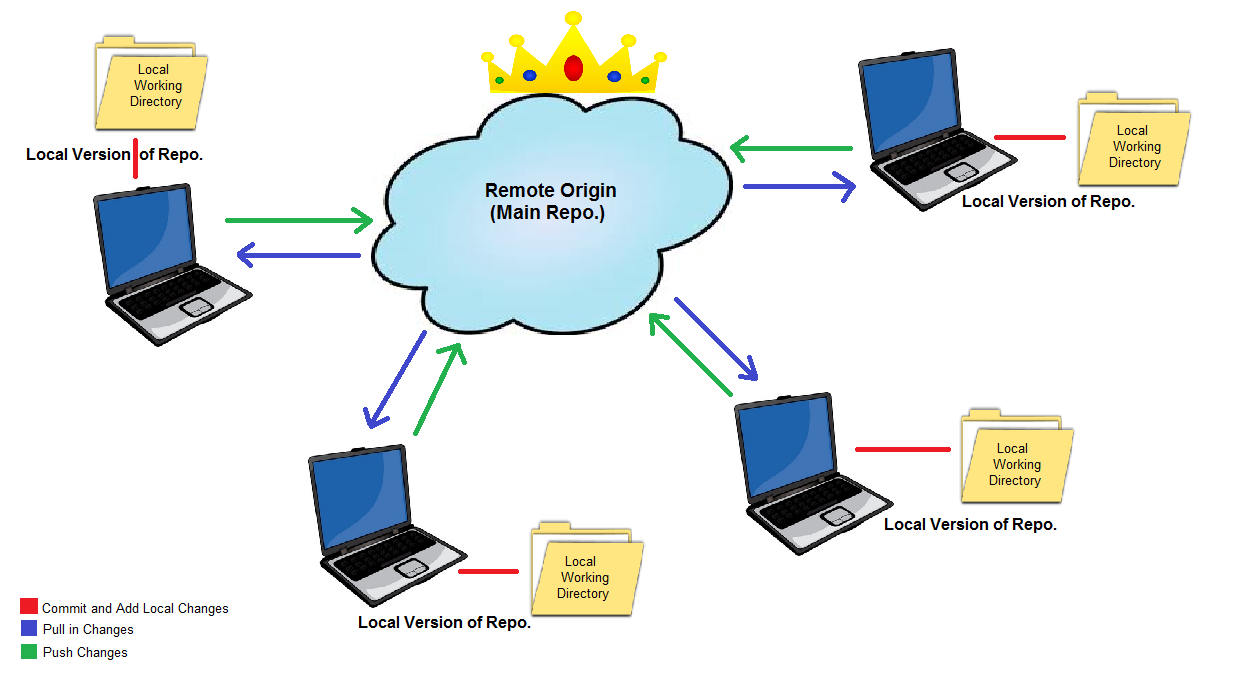 Local
Working
Directory
Local Version of Repo.
Remote Origin
(Main Repo.)
Local
Working
Directory
Local Version of Repo.
Local
Working
Directory
Local Version of Repo.
Local
Working
Directory
Local Version of Repo.
Commit and Add Local Changes
Pull in Changes
Push Changes